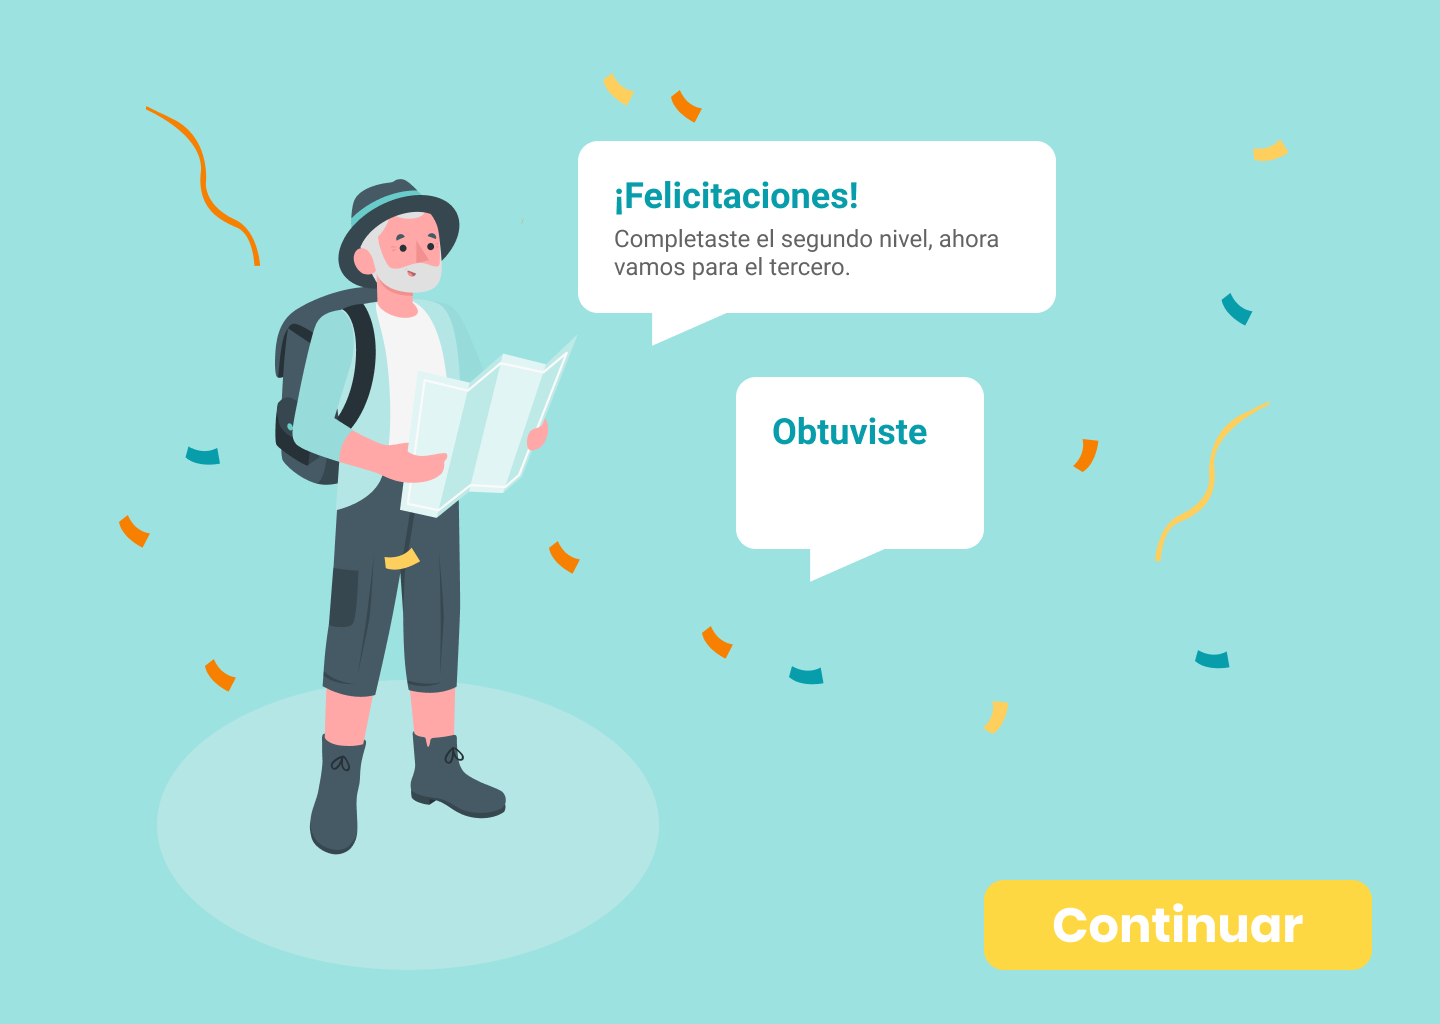 ¡Felicitaciones!
Completaste el segundo nivel, ahora
vamos para el tercero.
Obtuviste
Continuar